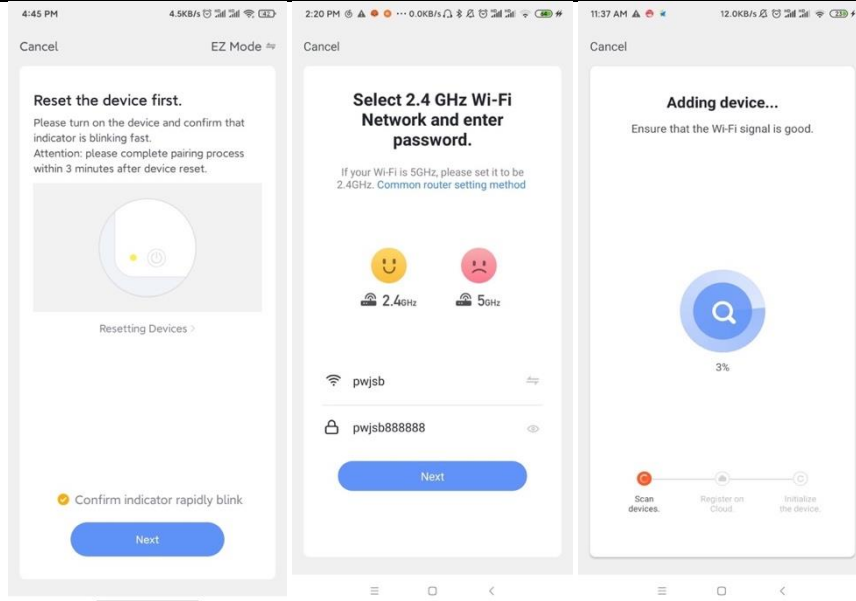 4:45 PM
4.5KB/s
Cancel
EZ Mode
Reset the device first.
Please turn on the device and confirm that
indicator is blinking fast.
Attention: please complete pairing process
within 3 minutes after device reset.
Resetting Devices >
Confirm indicator rapidly blink
Next
2:20 PM
... 0.0KB/s
Cancel
Select 2.4 GHz Wi-Fi
Network and enter
password.
If your Wi-Fi is 5GHz, please set it to be
2.4GHz. Common router setting method
2.4GHz
5GHz
pwjsb
pwjsb888888
Next
11:37 AM
12.0KB/s
Cancel
Adding device...
Ensure that the Wi-Fi signal is good.
3%
Scan
devices.
Register on
Cloud.
Initialize
the device.